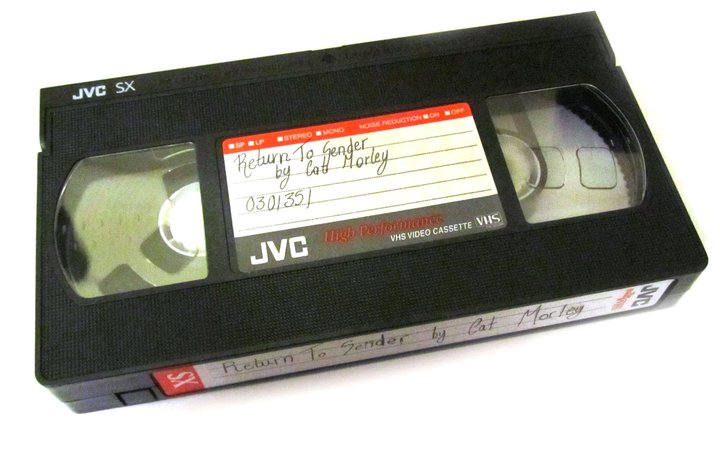 JVC SX
SP LP STEREO MONO NOISE REDUCTION ON OFF
Return To Sender
by Cat Morley
0301351
High Performance
JVC VHS VIDEO CASSETTE VHS
SX Return To Sender by Cat Morley JVC